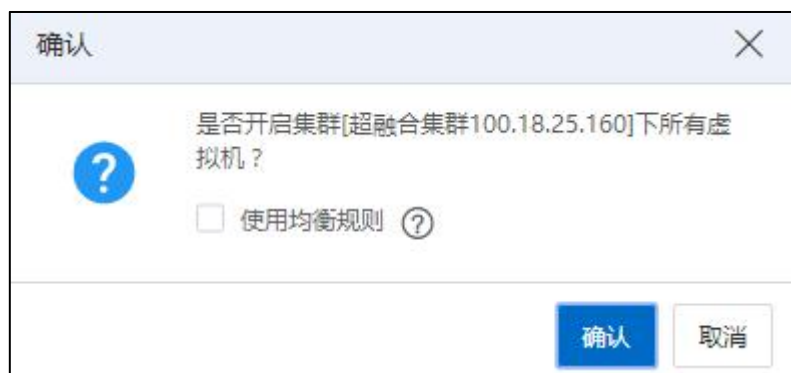 确认
是否开启集群[超融合集群100.18.25.160]下所有虚
拟机？
使用均衡规则
确认 取消